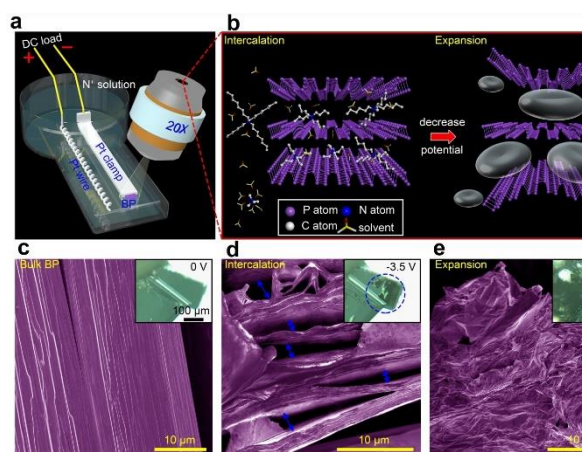 a
DC load
+
−
N⁺ solution
20X
Pt wire
Pt clamp
BP
b
Intercalation
Expansion
decrease
potential
P atom
N atom
C atom
solvent
c
Bulk BP
0 V
100 µm
10 µm
d
Intercalation
-3.5 V
10 µm
e
Expansion
10